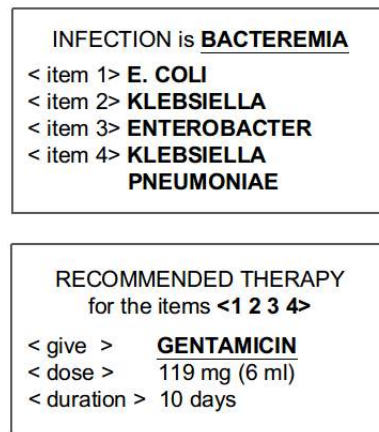 INFECTION is BACTEREMIA
< item 1> E. COLI
< item 2> KLEBSIELLA
< item 3> ENTEROBACTER
< item 4> KLEBSIELLA
PNEUMONIAE
RECOMMENDED THERAPY
for the items <1 2 3 4>
< give > GENTAMICIN
< dose > 119 mg (6 ml)
< duration > 10 days